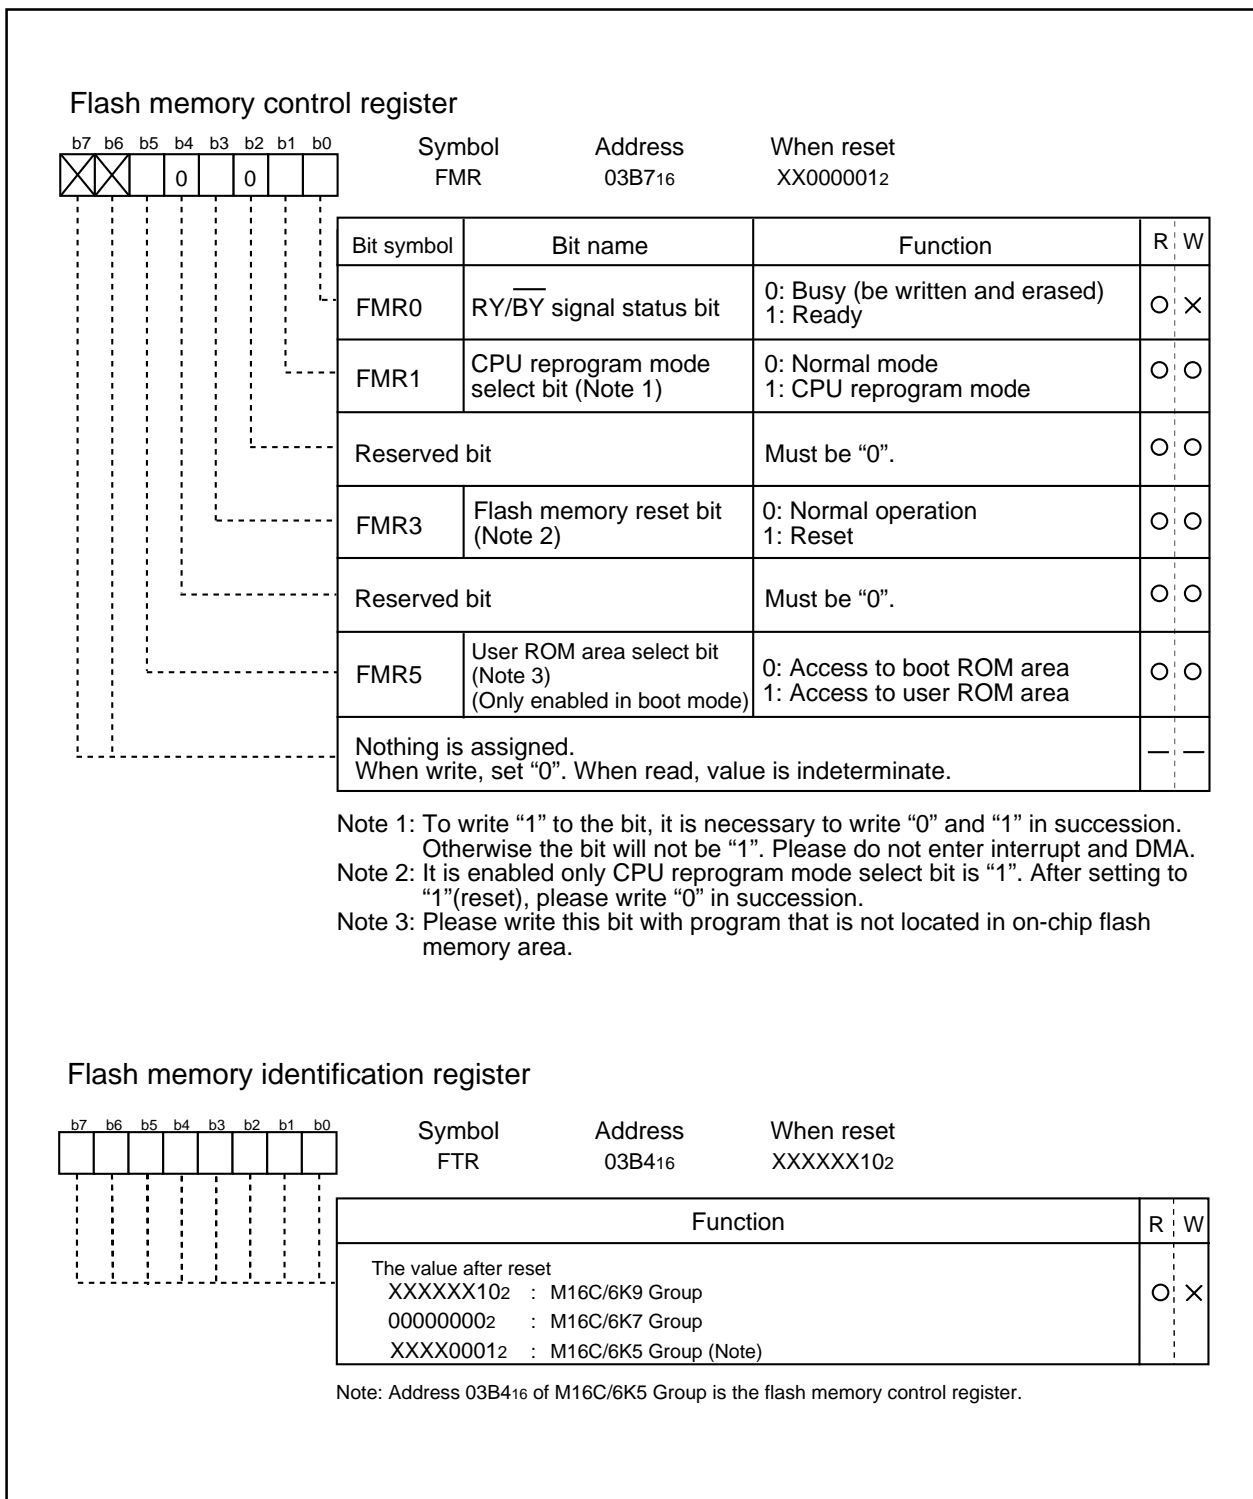 Flash memory control register
b7 b6 b5 b4 b3 b2 b1 b0
0 0
Symbol Address When reset
FMR 03B716 XX0000012
Bit symbol Bit name Function R W
FMR0 RY/BY signal status bit 0: Busy (be written and erased)
1: Ready
FMR1 CPU reprogram mode
select bit (Note 1) 0: Normal mode
1: CPU reprogram mode
Reserved bit Must be “0”.
FMR3 Flash memory reset bit
(Note 2) 0: Normal operation
1: Reset
Reserved bit Must be “0”.
FMR5 User ROM area select bit
(Note 3)
(Only enabled in boot mode) 0: Access to boot ROM area
1: Access to user ROM area
Nothing is assigned.
When write, set “0”. When read, value is indeterminate.
Note 1: To write “1” to the bit, it is necessary to write “0” and “1” in succession.
Otherwise the bit will not be “1”. Please do not enter interrupt and DMA.
Note 2: It is enabled only CPU reprogram mode select bit is “1”. After setting to
“1”(reset), please write “0” in succession.
Note 3: Please write this bit with program that is not located in on-chip flash
memory area.
Flash memory identification register
b7 b6 b5 b4 b3 b2 b1 b0
Symbol Address When reset
FTR 03B416 XXXXXX102
Function R W
The value after reset
XXXXXX102 : M16C/6K9 Group
000000002 : M16C/6K7 Group
XXXX00012 : M16C/6K5 Group (Note)
Note: Address 03B416 of M16C/6K5 Group is the flash memory control register.